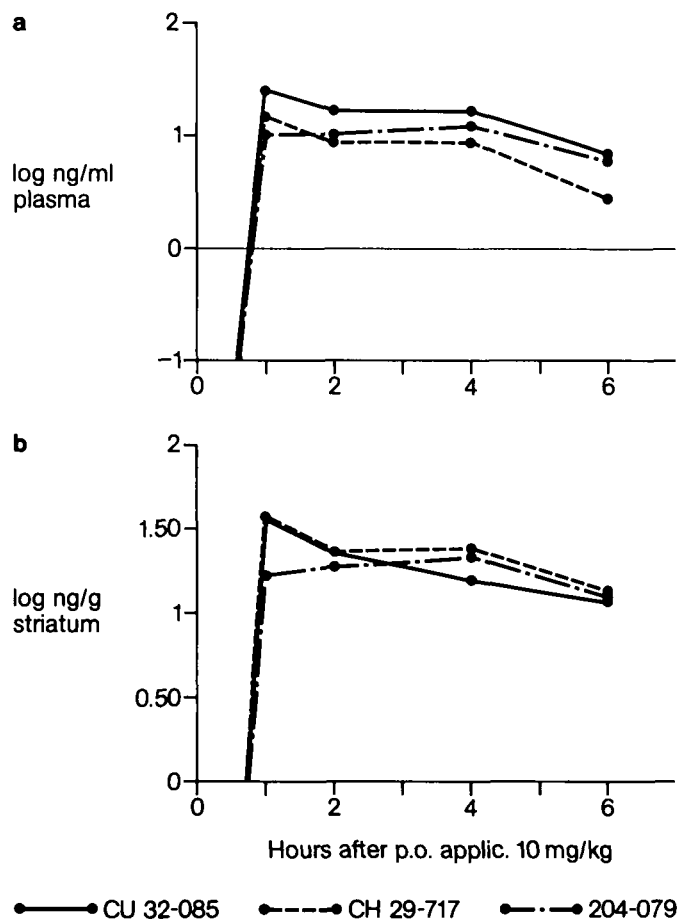 a
2
1
log ng/ml
plasma
0
−1
0 2 4 6
b
2
1.50
log ng/g
striatum
1
0.50
0
0 2 4 6
Hours after p.o. applic. 10 mg/kg
CU 32-085 CH 29-717 204-079